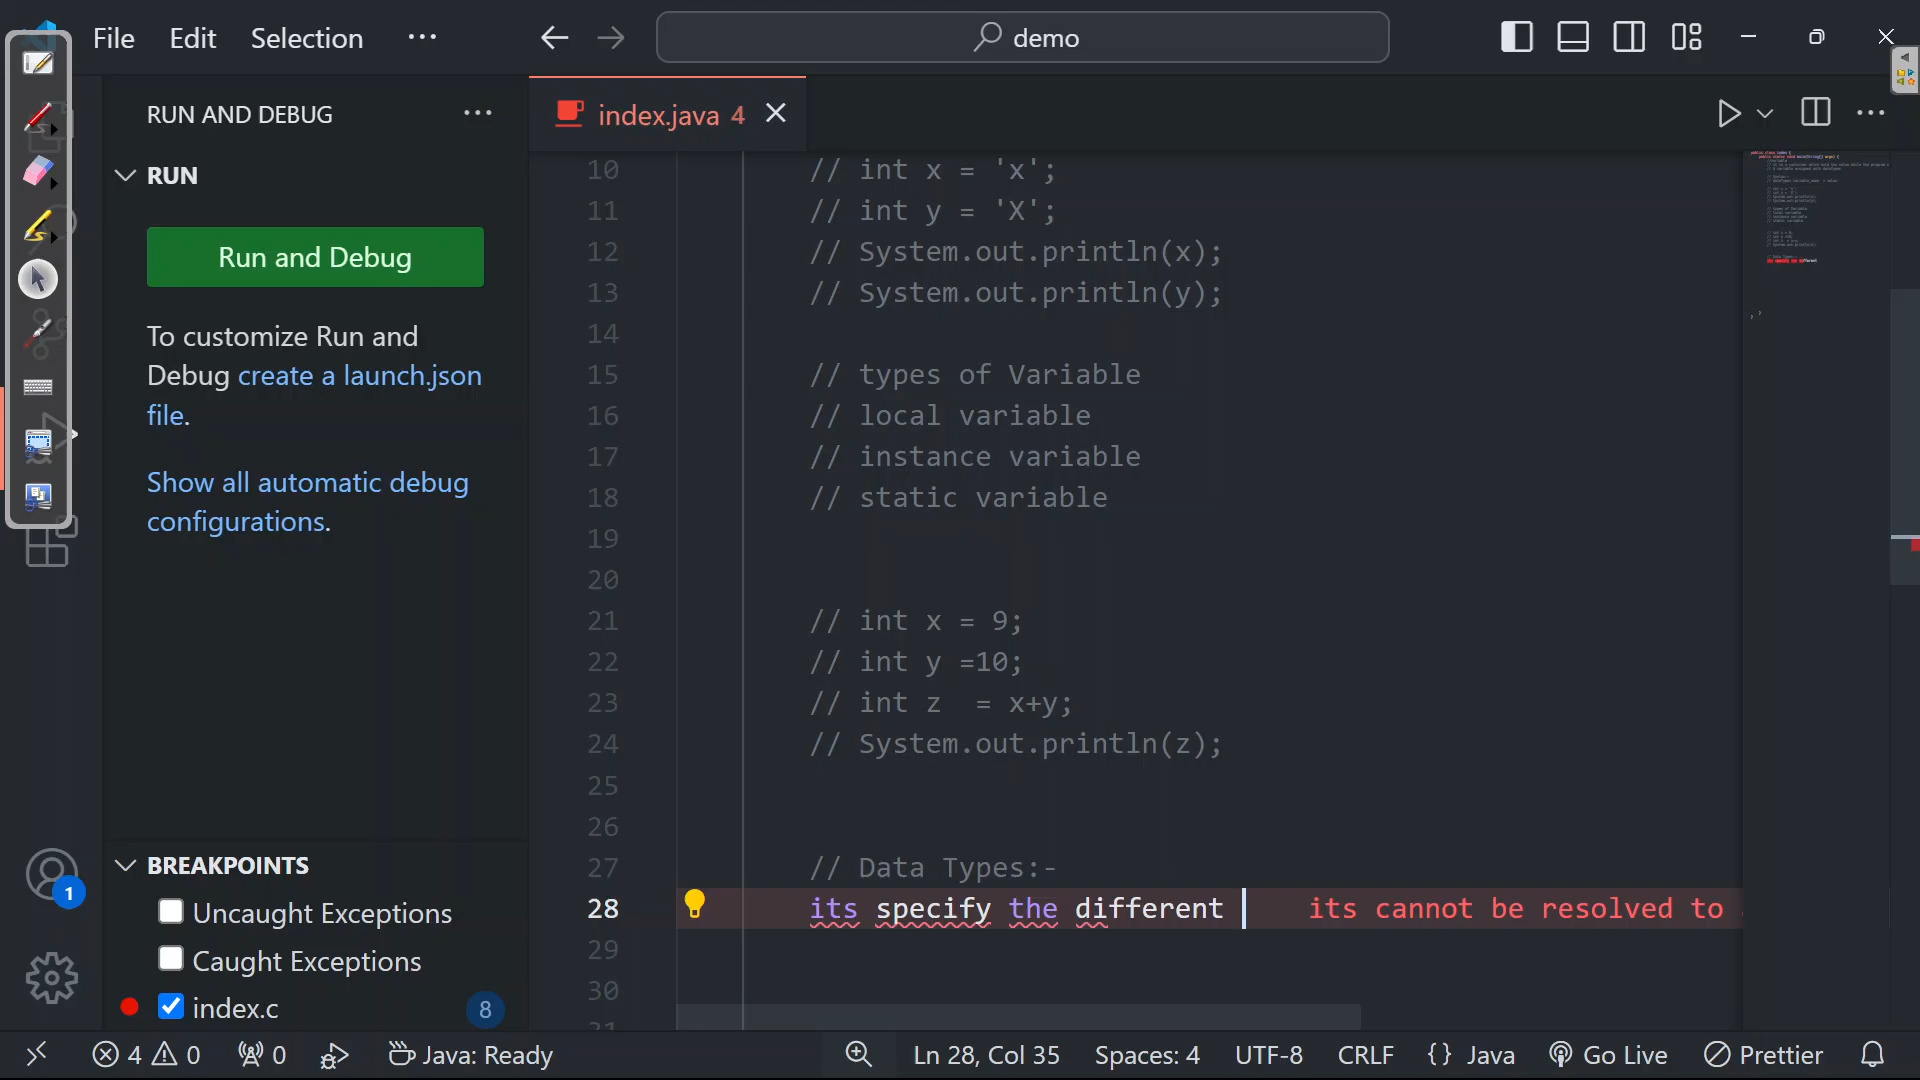 File Edit Selection ···
demo
RUN AND DEBUG ···
index.java 4
RUN
Run and Debug
To customize Run and
Debug create a launch.json
file.
Show all automatic debug
configurations.
10 // int x = 'x';
11 // int y = 'X';
12 // System.out.println(x);
13 // System.out.println(y);
14
15 // types of Variable
16 // local variable
17 // instance variable
18 // static variable
19
20
21 // int x = 9;
22 // int y =10;
23 // int z  = x+y;
24 // System.out.println(z);
25
26
27 // Data Types:-
28 its specify the different its cannot be resolved to
29
30
31
BREAKPOINTS
Uncaught Exceptions
Caught Exceptions
index.c 8
1
4 0 0 Java: Ready Ln 28, Col 35 Spaces: 4 UTF-8 CRLF {} Java Go Live Prettier